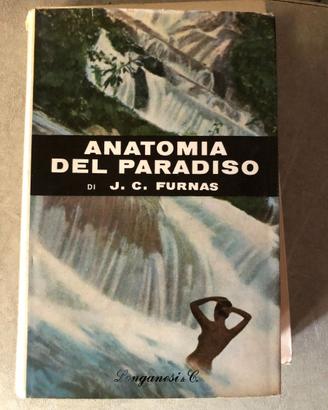 ANATOMIA
DEL PARADISO
DI J. C. FURNAS
Longanesi & C.